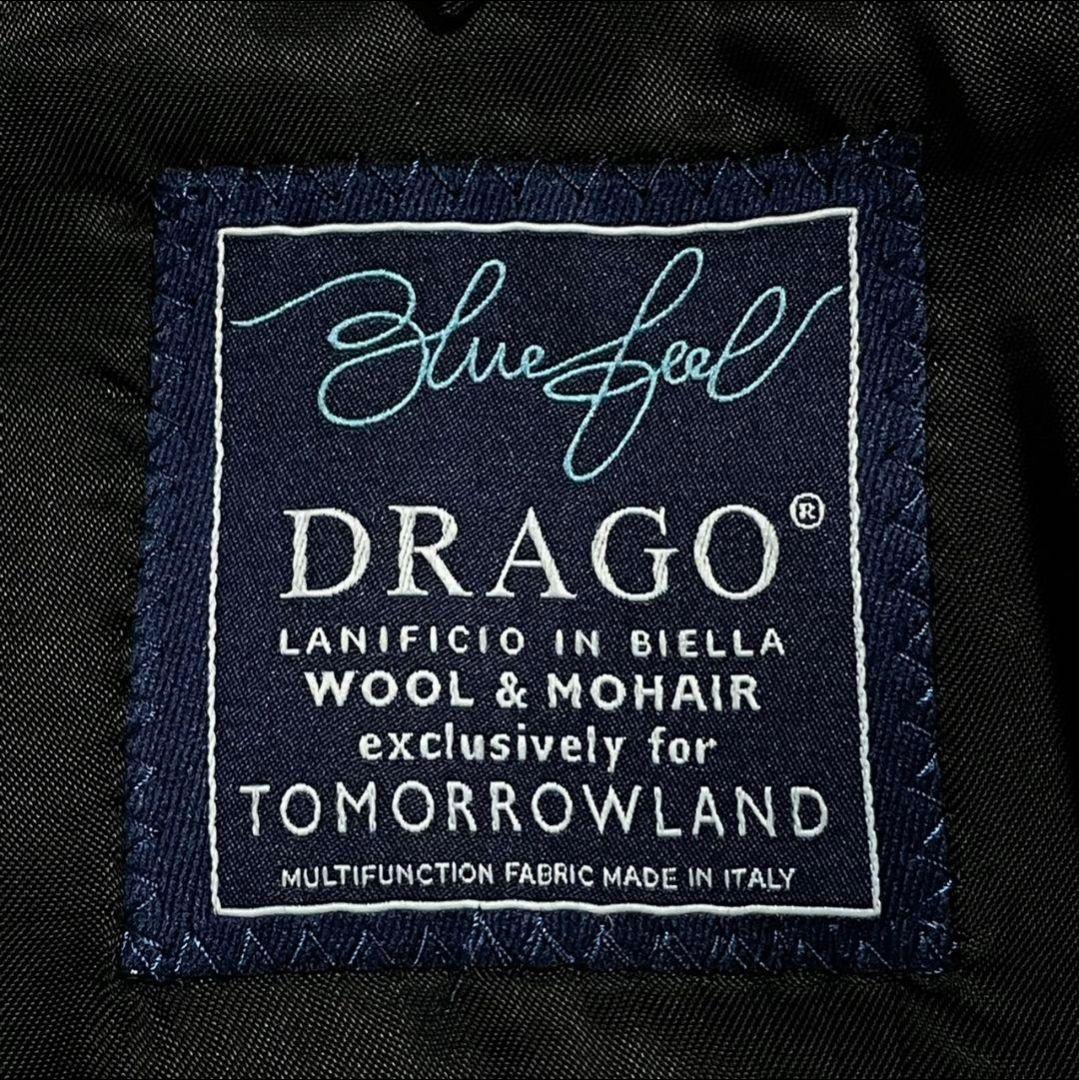 Blue feel
DRAGO®
LANIFICIO IN BIELLA
WOOL & MOHAIR
exclusively for
TOMORROWLAND
MULTIFUNCTION FABRIC MADE IN ITALY